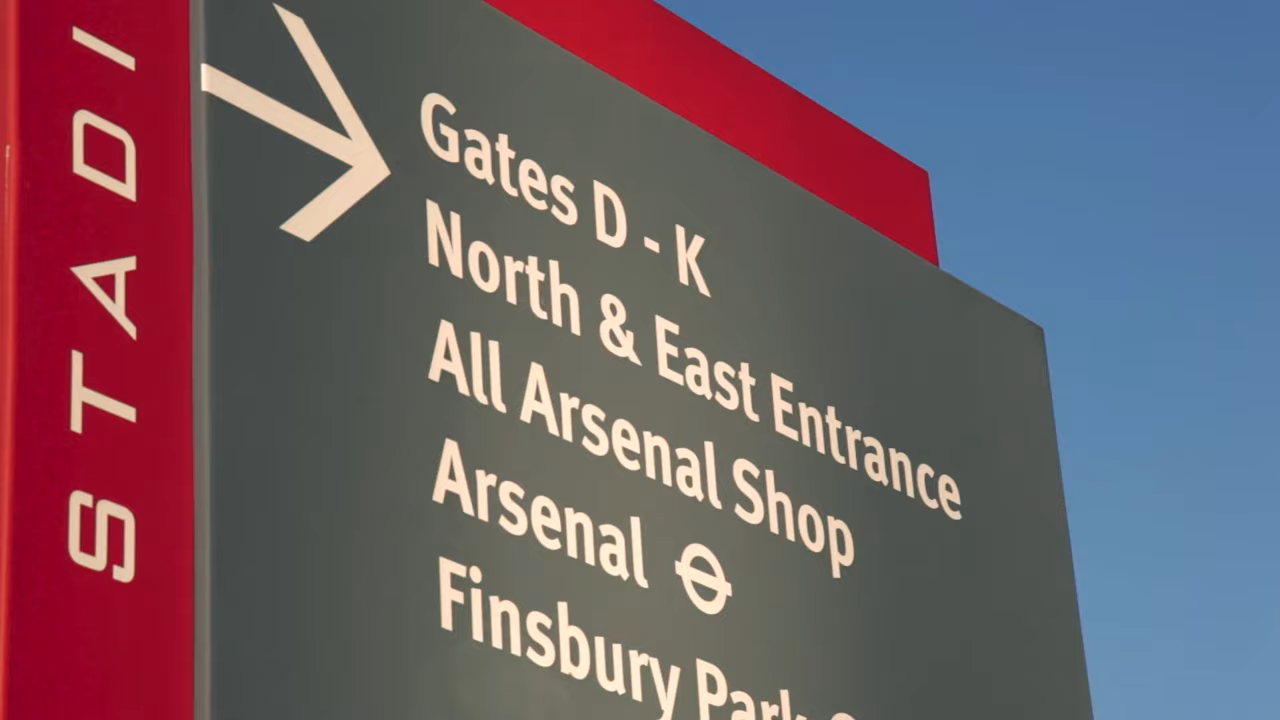 STADI
Gates D - K
North & East Entrance
All Arsenal Shop
Arsenal
Finsbury Park